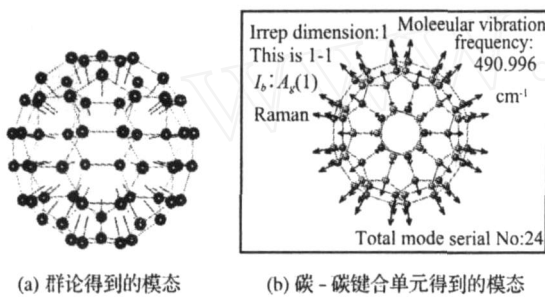 Irrep dimension:1
This is 1-1
I_b:A_g(1)
Raman
Moleeular vibration
frequency:
490.996
cm⁻¹
Total mode serial No:24
(a) 群论得到的模态
(b) 碳-碳键合单元得到的模态